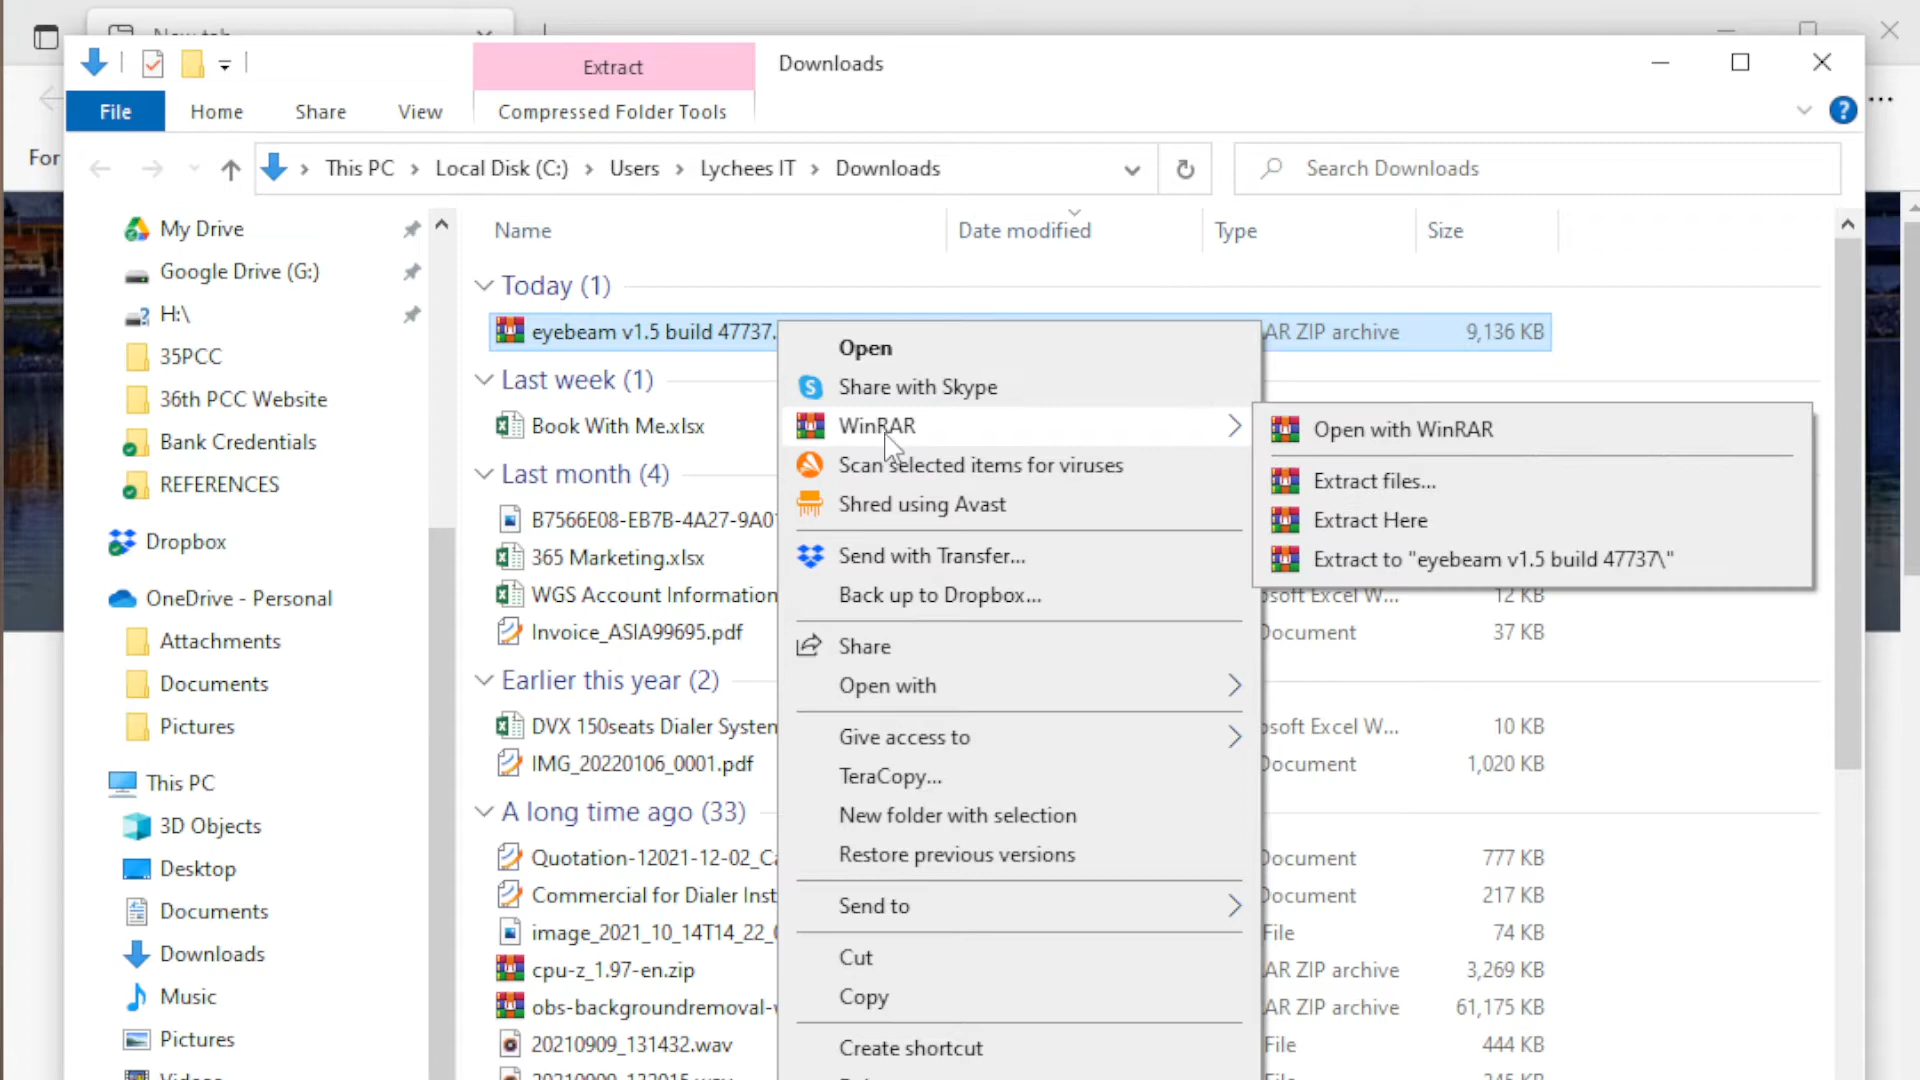 Extract
Downloads
File
Home
Share
View
Compressed Folder Tools
For
This PC
Local Disk (C:)
Users
Lychees IT
Downloads
Search Downloads
Name
Date modified
Type
Size
My Drive
Google Drive (G:)
H:\
35PCC
36th PCC Website
Bank Credentials
REFERENCES
Dropbox
OneDrive - Personal
Attachments
Documents
Pictures
This PC
3D Objects
Desktop
Documents
Downloads
Music
Pictures
Today (1)
eyebeam v1.5 build 47737.
AR ZIP archive
9,136 KB
Last week (1)
Book With Me.xlsx
Last month (4)
B7566E08-EB7B-4A27-9A0
365 Marketing.xlsx
WGS Account Information
osoft Excel W...
12 KB
Invoice_ASIA99695.pdf
Document
37 KB
Earlier this year (2)
DVX 150seats Dialer System
osoft Excel W...
10 KB
IMG_20220106_0001.pdf
Document
1,020 KB
A long time ago (33)
Quotation-12021-12-02_Ca
Document
777 KB
Commercial for Dialer Inst
Document
217 KB
image_2021_10_14T14_22_
File
74 KB
cpu-z_1.97-en.zip
AR ZIP archive
3,269 KB
obs-backgroundremoval-
AR ZIP archive
61,175 KB
20210909_131432.wav
File
444 KB
Open
Share with Skype
WinRAR
Scan selected items for viruses
Shred using Avast
Send with Transfer...
Back up to Dropbox...
Share
Open with
Give access to
TeraCopy...
New folder with selection
Restore previous versions
Send to
Cut
Copy
Create shortcut
Open with WinRAR
Extract files...
Extract Here
Extract to "eyebeam v1.5 build 47737\"